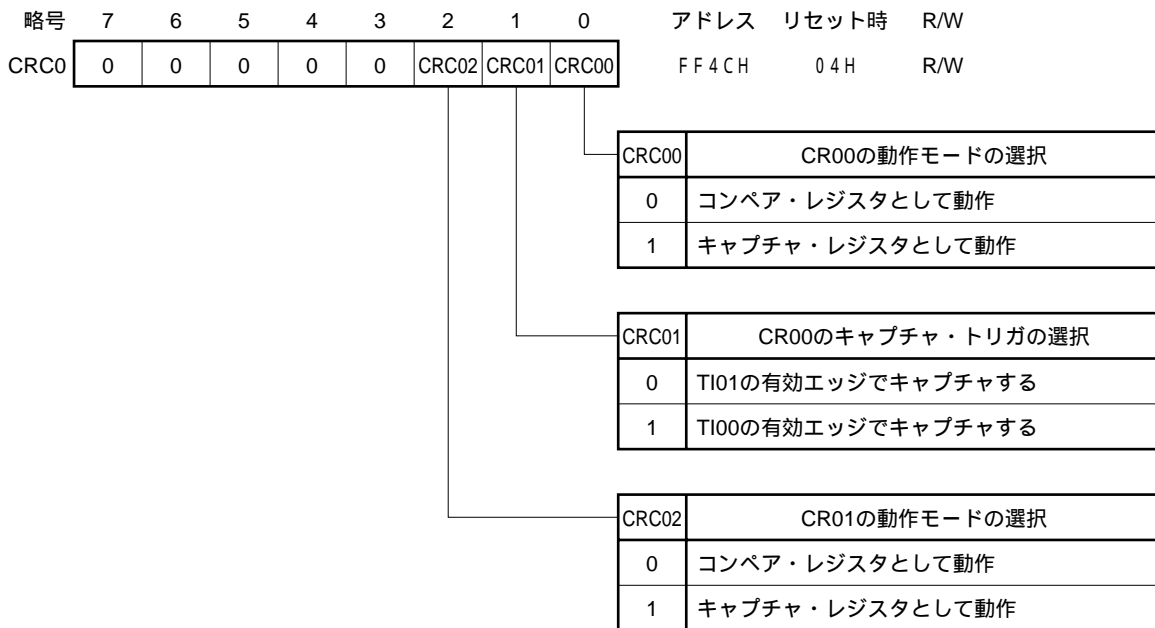 略号 7 6 5 4 3 2 1 0 アドレス リセット時 R/W
CRC0 0 0 0 0 0 CRC02 CRC01 CRC00 FF4CH 04H R/W
CRC00 CR00の動作モードの選択
0 コンペア・レジスタとして動作
1 キャプチャ・レジスタとして動作
CRC01 CR00のキャプチャ・トリガの選択
0 TI01の有効エッジでキャプチャする
1 TI00の有効エッジでキャプチャする
CRC02 CR01の動作モードの選択
0 コンペア・レジスタとして動作
1 キャプチャ・レジスタとして動作